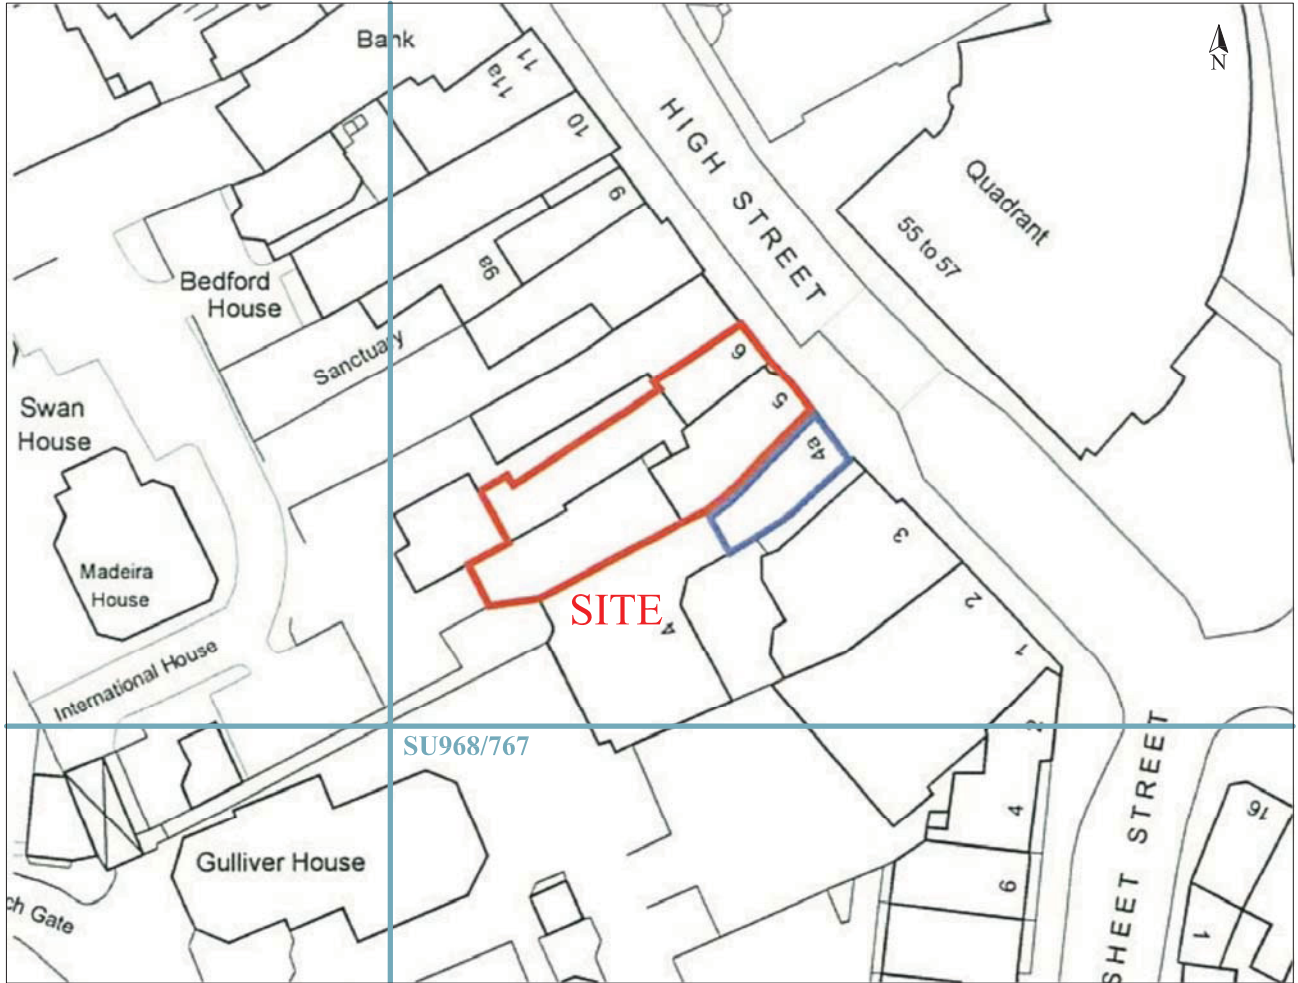 Bank
N
11
11a
10
HIGH STREET
9
Quadrant
55 to 57
9a
Bedford
House
Sanctuary
6
5
4a
Swan
House
3
Madeira
House
SITE
2
4
1
International House
2
SU968/767
SHEET STREET
4
16
Gulliver House
6
ch Gate
1